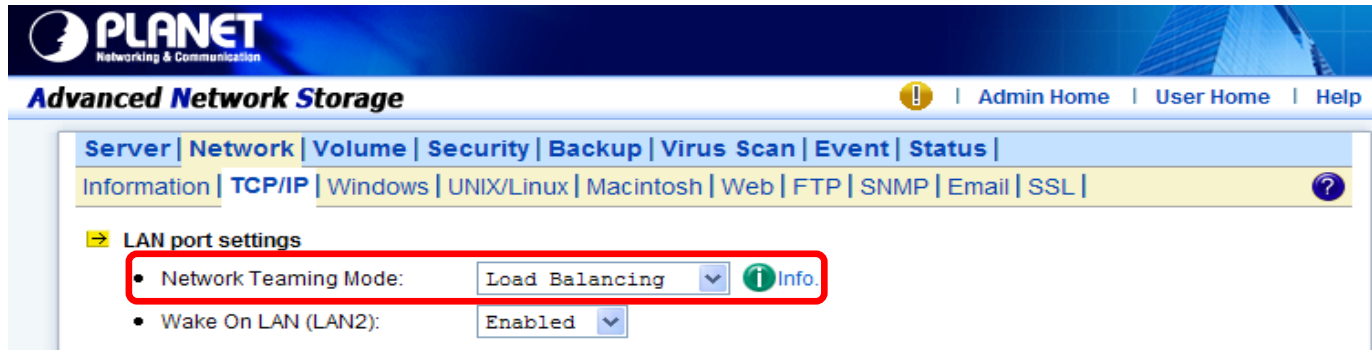 PLANET
Networking & Communication
Advanced Network Storage
! | Admin Home | User Home | Help
Server | Network | Volume | Security | Backup | Virus Scan | Event | Status |
Information | TCP/IP | Windows | UNIX/Linux | Macintosh | Web | FTP | SNMP | Email | SSL | ?
LAN port settings
• Network Teaming Mode: Load Balancing i Info.
• Wake On LAN (LAN2): Enabled